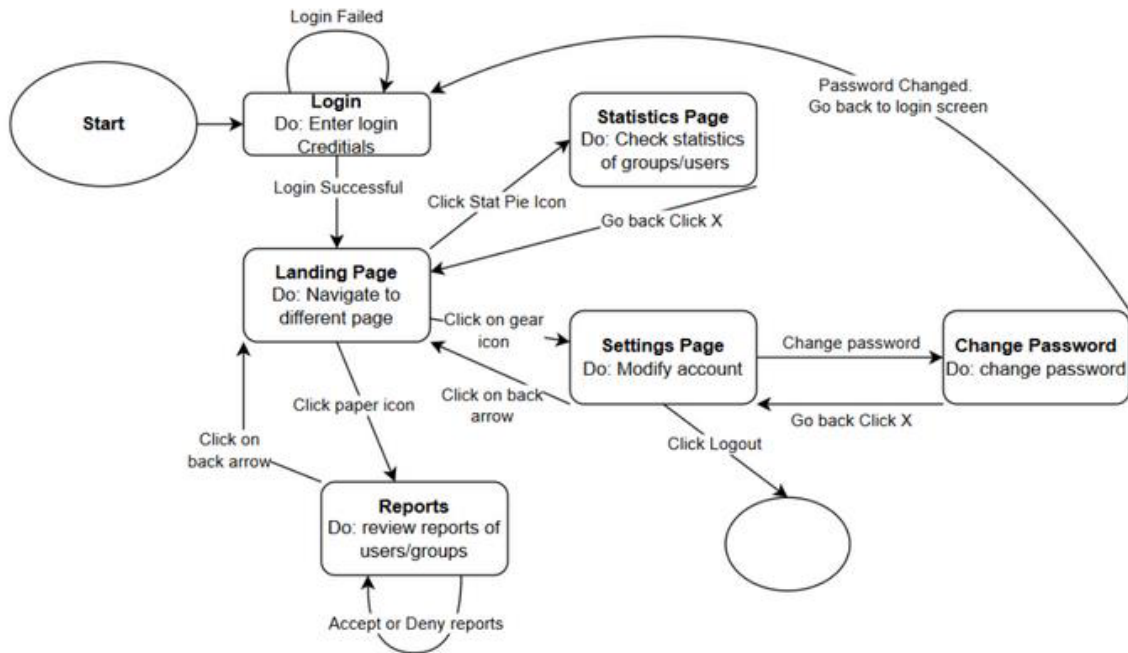 Login Failed
Start
Login
Do: Enter login
Creditials
Password Changed.
Go back to login screen
Statistics Page
Do: Check statistics
of groups/users
Login Successful
Click Stat Pie Icon
Go back Click X
Landing Page
Do: Navigate to
different page
Click on gear
icon
Settings Page
Do: Modify account
Change password
Change Password
Do: change password
Click on back
arrow
Go back Click X
Click paper icon
Click Logout
Click on
back arrow
Reports
Do: review reports of
users/groups
Accept or Deny reports